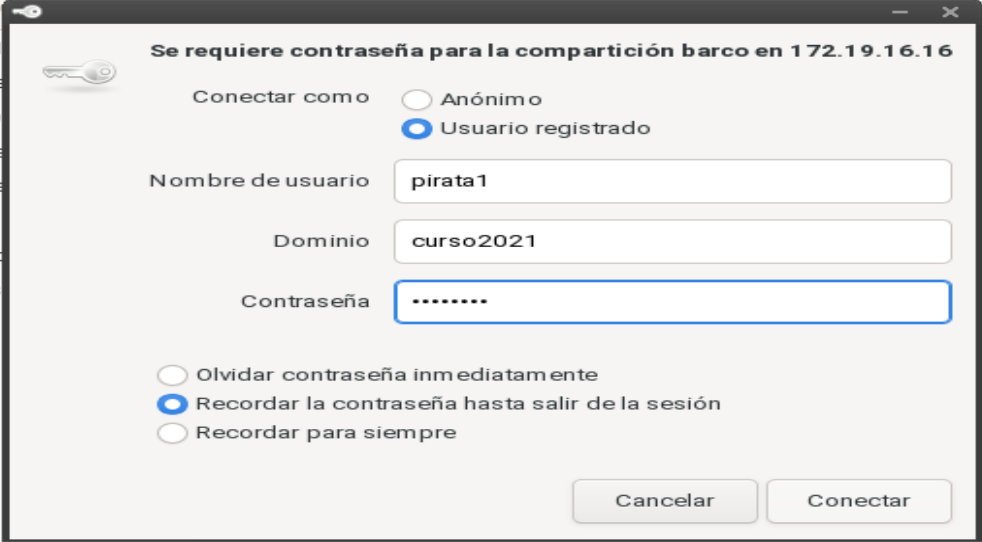 Se requiere contraseña para la compartición barco en 172.19.16.16
Conectar como
Anónimo
Usuario registrado
Nombre de usuario
pirata1
Dominio
curso2021
Contraseña
••••••••
Olvidar contraseña inmediatamente
Recordar la contraseña hasta salir de la sesión
Recordar para siempre
Cancelar
Conectar